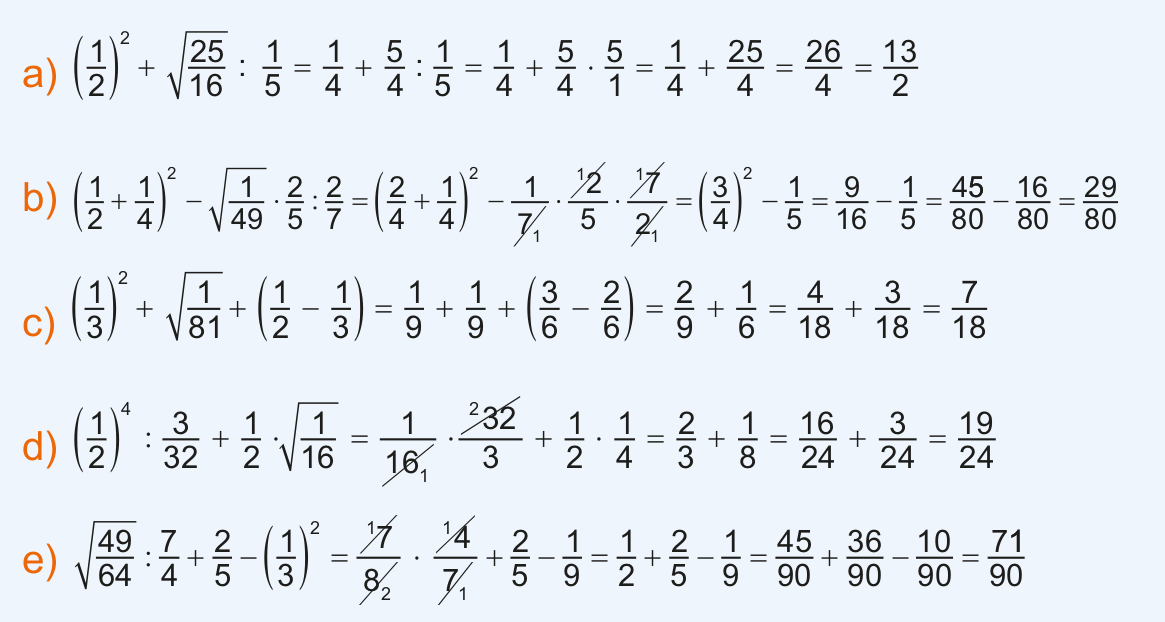 a) (1/2)² + √(25/16) : 1/5 = 1/4 + 5/4 : 1/5 = 1/4 + 5/4 · 5/1 = 1/4 + 25/4 = 26/4 = 13/2
b) (1/2 + 1/4)² − √(1/49) · 2/5 : 2/7 = (2/4 + 1/4)² − 1/7₁ · ¹2/5 · ¹7/2₁ = (3/4)² − 1/5 = 9/16 − 1/5 = 45/80 − 16/80 = 29/80
c) (1/3)² + √(1/81) + (1/2 − 1/3) = 1/9 + 1/9 + (3/6 − 2/6) = 2/9 + 1/6 = 4/18 + 3/18 = 7/18
d) (1/2)⁴ : 3/32 + 1/2 · √(1/16) = 1/16₁ · ²32/3 + 1/2 · 1/4 = 2/3 + 1/8 = 16/24 + 3/24 = 19/24
e) √(49/64) : 7/4 + 2/5 − (1/3)² = ¹7/8₂ · ¹4/7₁ + 2/5 − 1/9 = 1/2 + 2/5 − 1/9 = 45/90 + 36/90 − 10/90 = 71/90